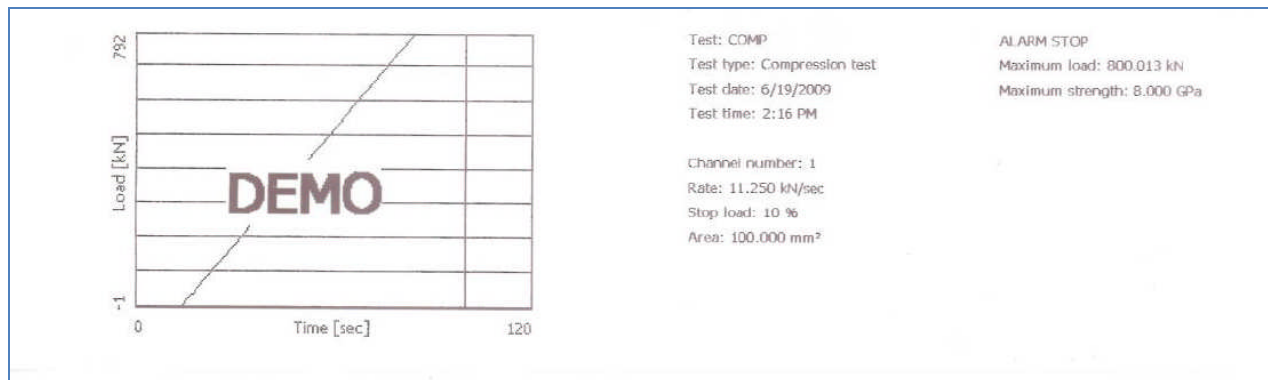 792
Load [kN]
DEMO
-1
0
Time [sec]
120
Test: COMP
Test type: Compression test
Test date: 6/19/2009
Test time: 2:16 PM
Channel number: 1
Rate: 11.250 kN/sec
Stop load: 10 %
Area: 100.000 mm²
ALARM STOP
Maximum load: 800.013 kN
Maximum strength: 8.000 GPa